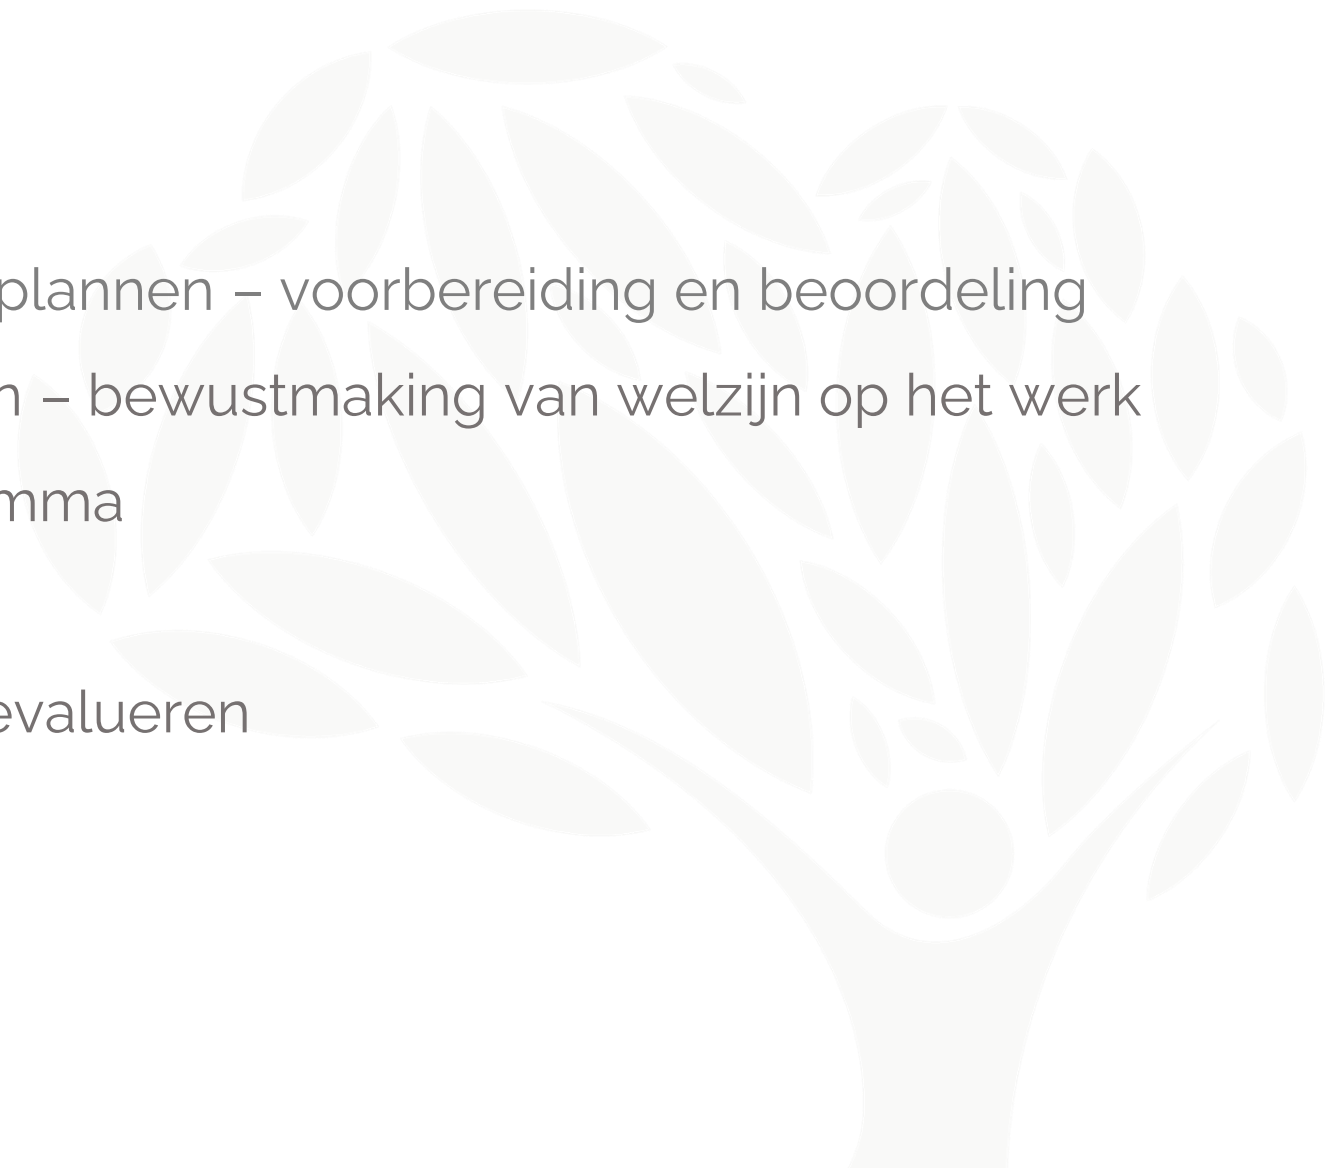 plannen – voorbereiding en beoordeling
n – bewustmaking van welzijn op het werk
mma
evalueren